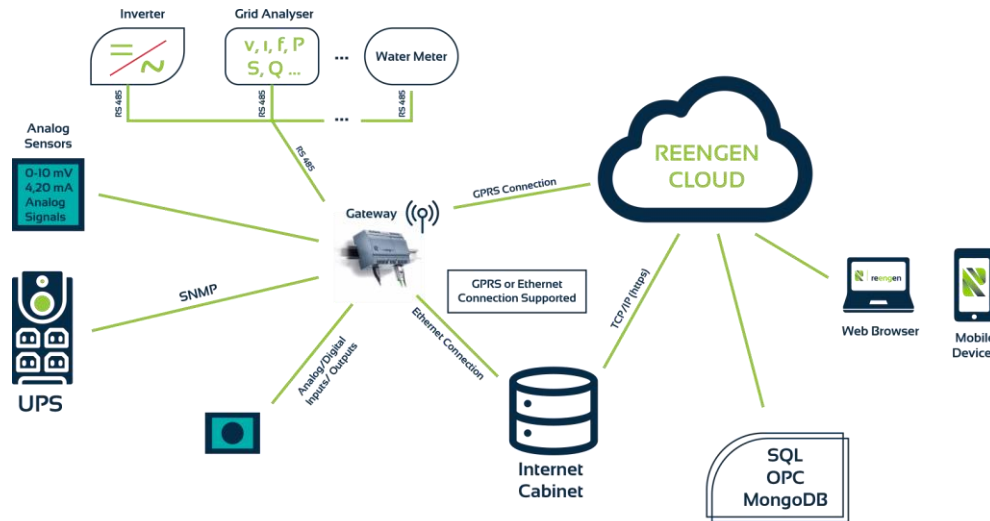 Inverter
Grid Analyser
v, ı, f, P
S, Q ...
...
Water Meter
RS 485
RS 485
RS 485
...
RS 485
Analog
Sensors
0-10 mV
4,20 mA
Analog
Signals
Gateway
GPRS Connection
REENGEN
CLOUD
SNMP
GPRS or Ethernet
Connection Supported
UPS
Analog/Digital
Inputs/ Outputs
Ethernet Connection
TCP/IP (https)
reengen
Web Browser
Mobile
Device
Internet
Cabinet
SQL
OPC
MongoDB